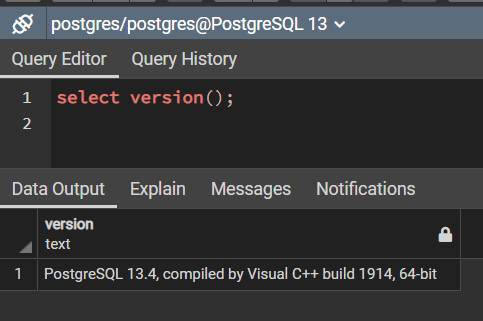 postgres/postgres@PostgreSQL 13
Query Editor Query History
1 select version();
2
Data Output Explain Messages Notifications
version
text
1 PostgreSQL 13.4, compiled by Visual C++ build 1914, 64-bit